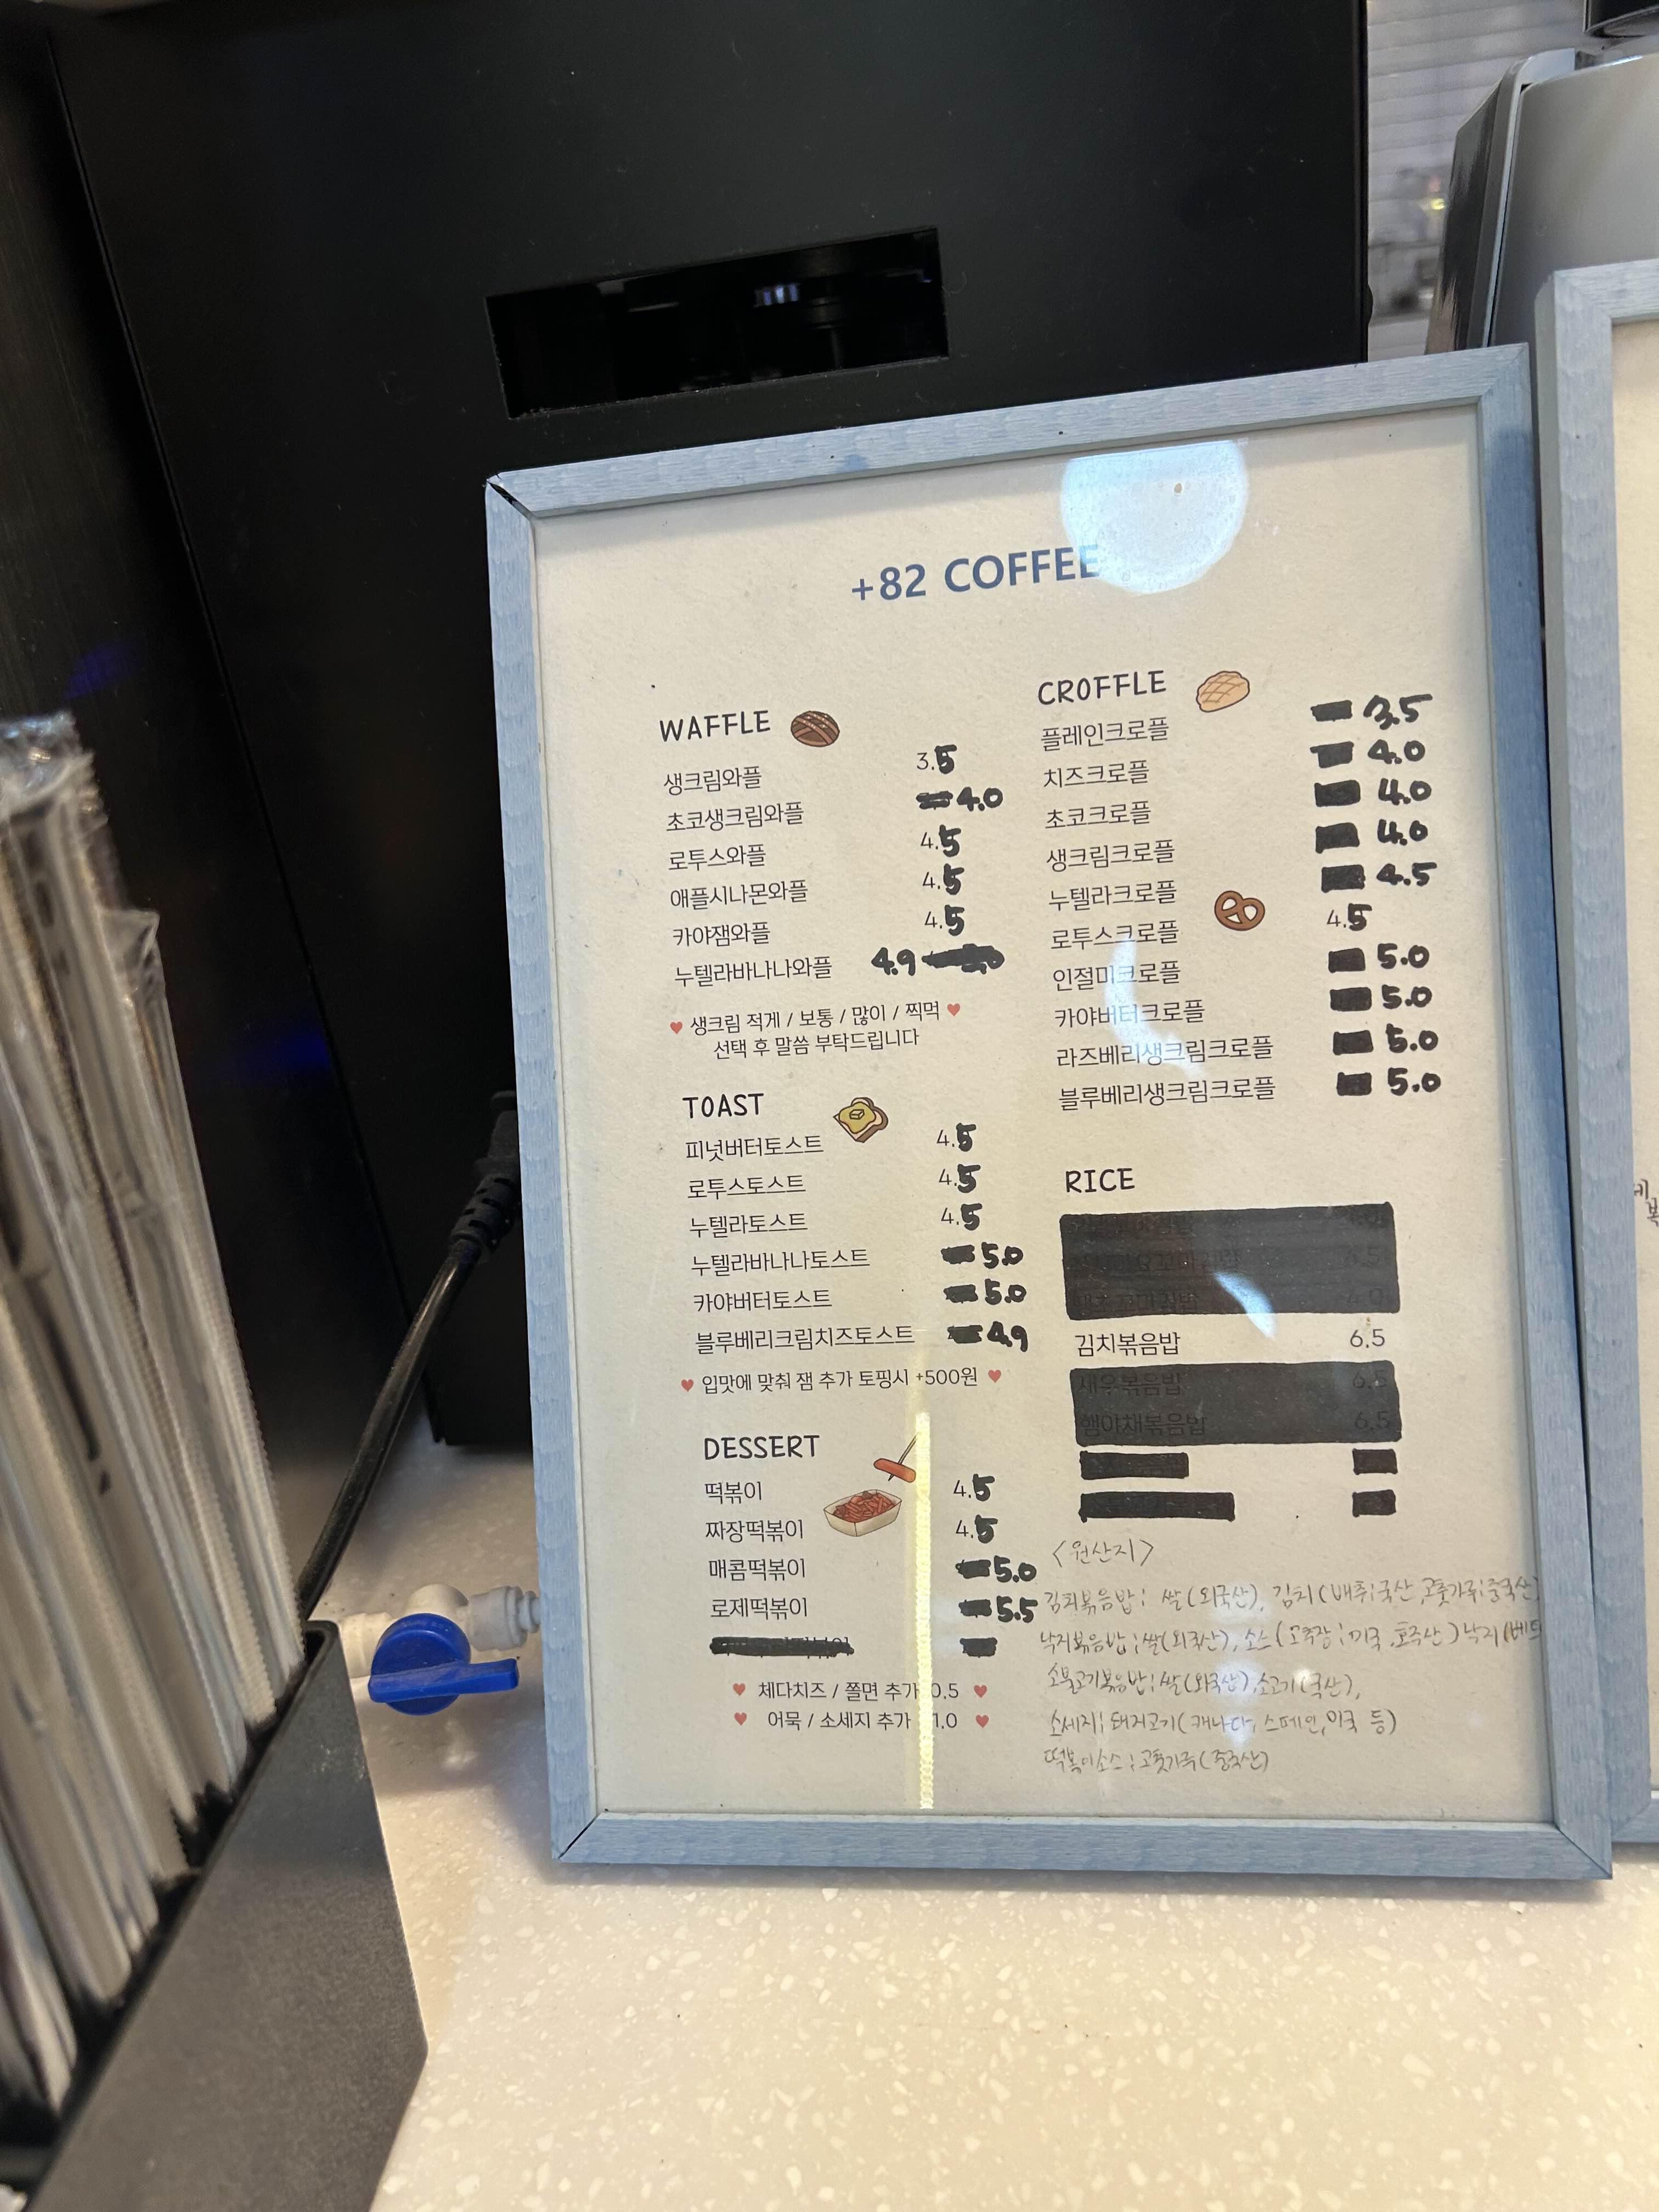 +82 COFFEE
WAFFLE
생크림와플 3.5
초코생크림와플 4.0
로투스와플 4.5
애플시나몬와플 4.5
카야잼와플 4.5
누텔라바나나와플 4.9
생크림 적게 / 보통 / 많이 / 찍먹
선택 후 말씀 부탁드립니다
TOAST
피넛버터토스트 4.5
로투스토스트 4.5
누텔라토스트 4.5
누텔라바나나토스트 5.0
카야버터토스트 5.0
블루베리크림치즈토스트 4.9
입맛에 맞춰 잼 추가 토핑시 +500원
DESSERT
떡볶이 4.5
짜장떡볶이 4.5
매콤떡볶이 5.0
로제떡볶이 5.5
체다치즈 / 쫄면 추가 0.5
어묵 / 소세지 추가 1.0
CROFFLE
플레인크로플 3.5
치즈크로플 4.0
초코크로플 4.0
생크림크로플 4.0
누텔라크로플 4.5
로투스크로플 4.5
인절미크로플 5.0
카야버터크로플 5.0
라즈베리생크림크로플 5.0
블루베리생크림크로플 5.0
RICE
김치볶음밥 6.5
새우볶음밥 6.5
햄야채볶음밥 6.5
<원산지>
김치볶음밥; 쌀(외국산), 김치(배추;국산,고춧가루;중국산)
낙지볶음밥;쌀(외국산),소스( ;미국,호주산)낙지(베트
소불고기볶음밥;쌀(외국산),소고기(국산),
소세지; 돼지고기(캐나다, 스페인,미국 등)
떡볶이소스;고춧가루(중국산)